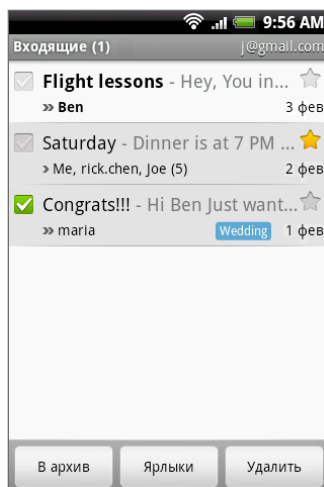 9:56 AM
Входящие (1) j@gmail.com
Flight lessons - Hey, You in...
» Ben 3 фев
Saturday - Dinner is at 7 PM ...
› Me, rick.chen, Joe (5) 2 фев
Congrats!!! - Hi Ben Just want...
» maria Wedding 1 фев
В архив Ярлыки Удалить